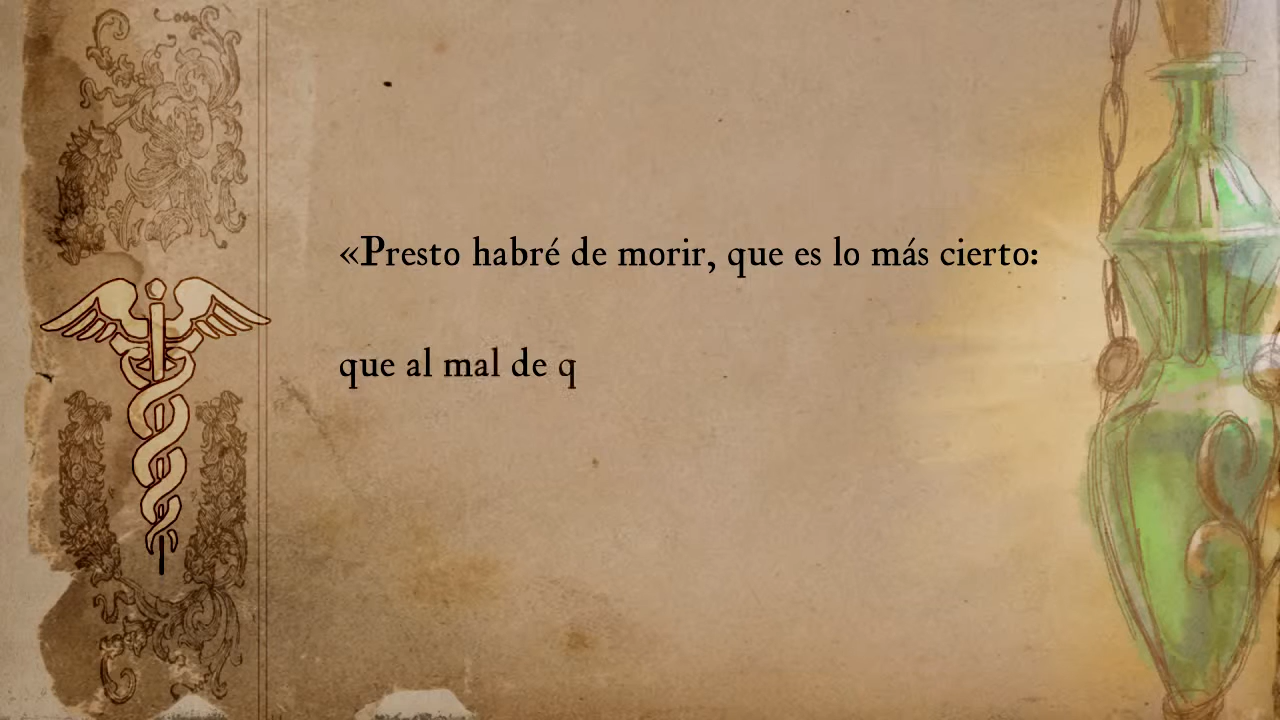 «Presto habré de morir, que es lo más cierto:
que al mal de q